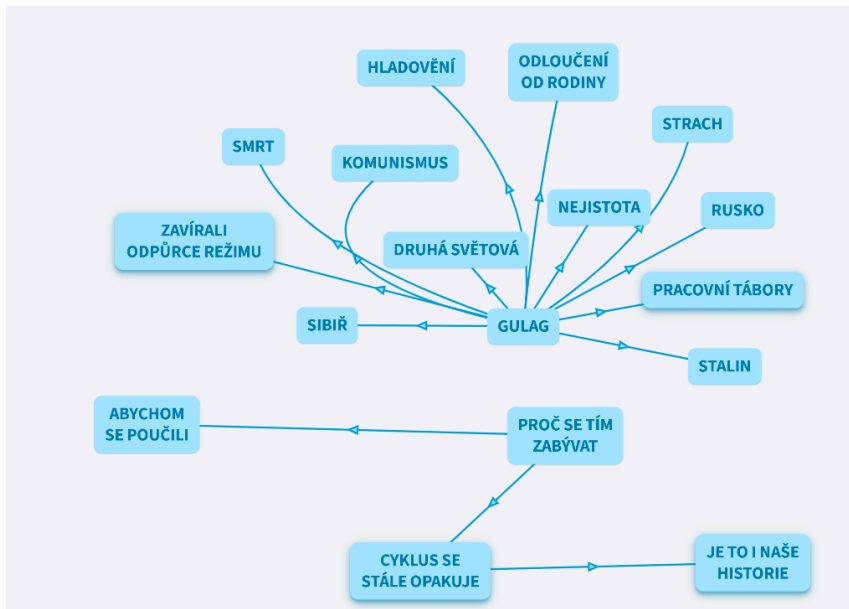 HLADOVĚNÍ
ODLOUČENÍ
OD RODINY
STRACH
SMRT
KOMUNISMUS
NEJISTOTA
RUSKO
ZAVÍRALI
ODPŮRCE REŽIMU
DRUHÁ SVĚTOVÁ
PRACOVNÍ TÁBORY
SIBIŘ
GULAG
STALIN
ABYCHOM
SE POUČILI
PROČ SE TÍM
ZABÝVAT
CYKLUS SE
STÁLE OPAKUJE
JE TO I NAŠE
HISTORIE